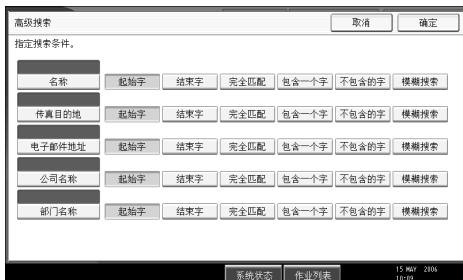 高级搜索 取消 确定
指定搜索条件。
名称 起始字 结束字 完全匹配 包含一个字 不包含的字 模糊搜索
传真目的地 起始字 结束字 完全匹配 包含一个字 不包含的字 模糊搜索
电子邮件地址 起始字 结束字 完全匹配 包含一个字 不包含的字 模糊搜索
公司名称 起始字 结束字 完全匹配 包含一个字 不包含的字 模糊搜索
部门名称 起始字 结束字 完全匹配 包含一个字 不包含的字 模糊搜索
系统状态 作业列表 15 MAY 2006
10:09